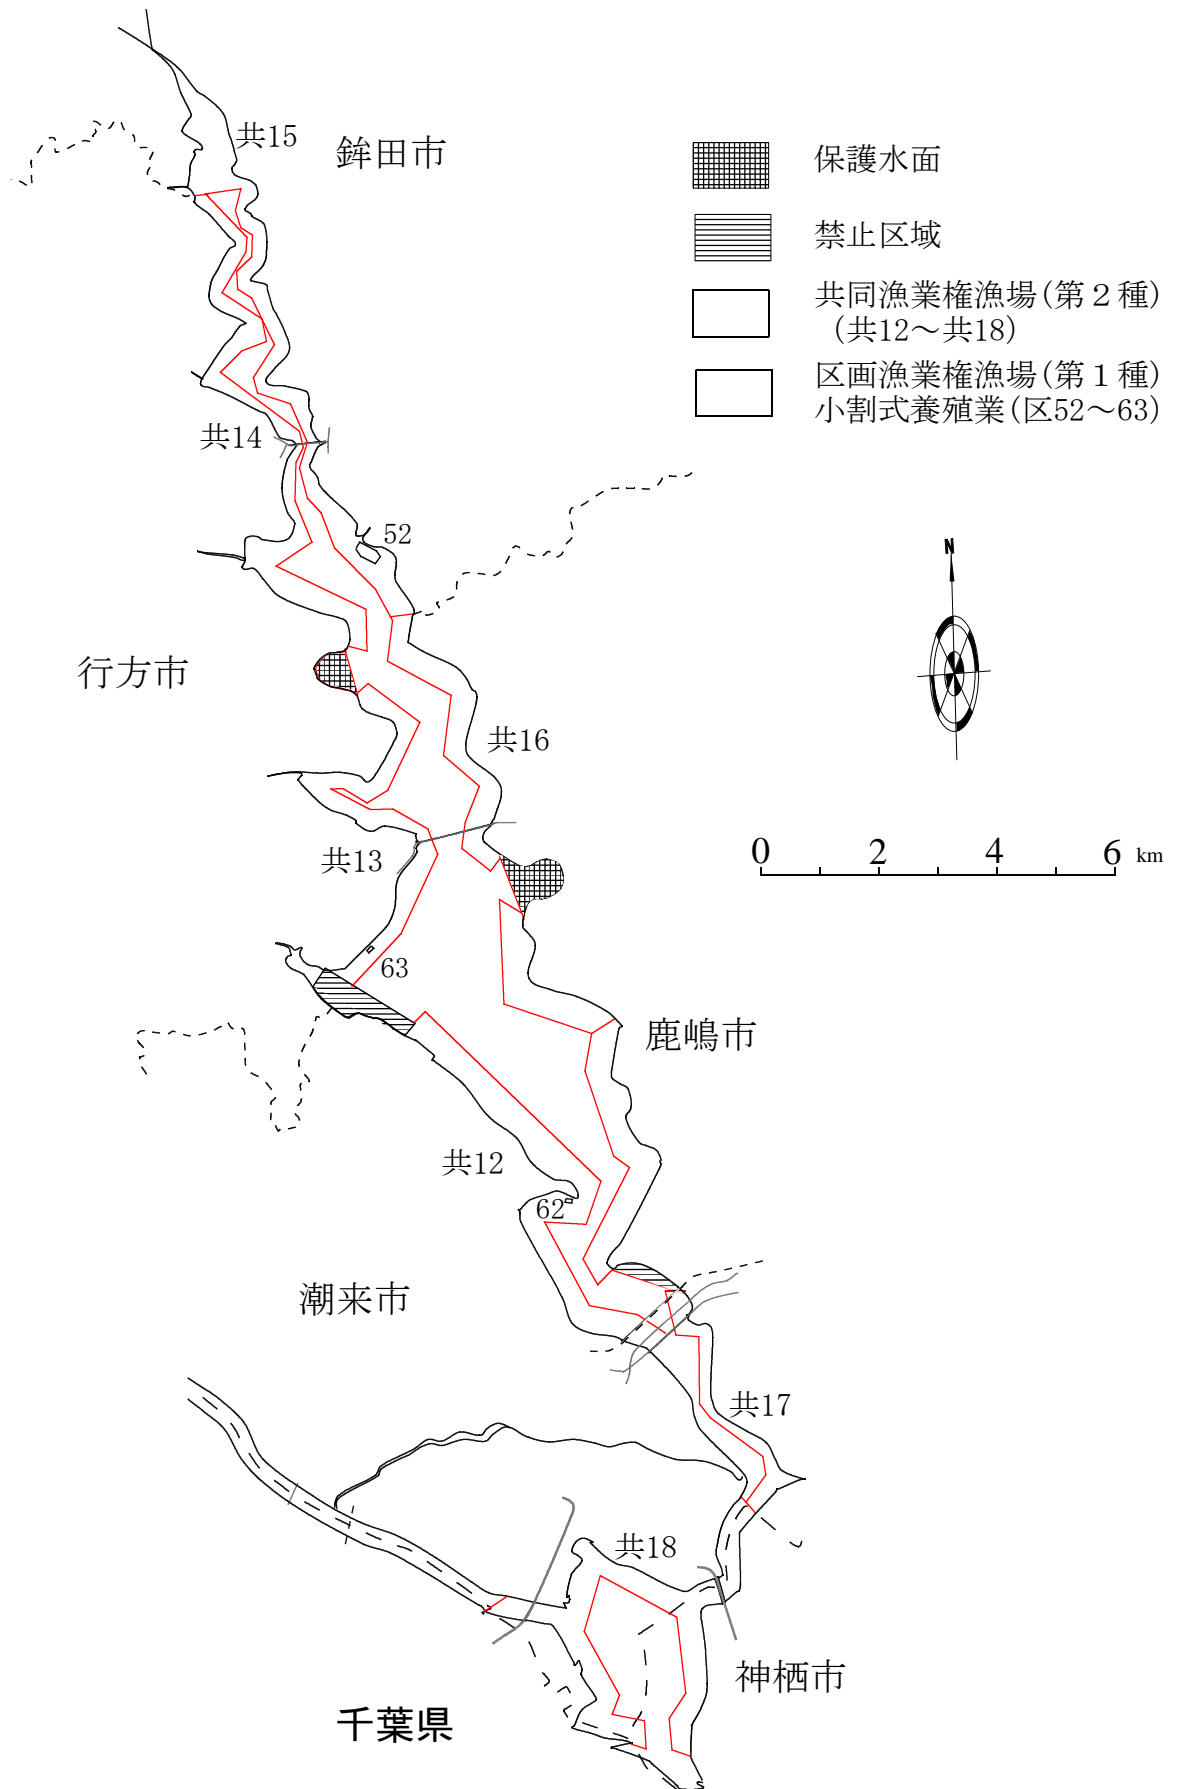 共15
鉾田市
保護水面
禁止区域
共同漁業権漁場(第２種)
(共12～共18)
区画漁業権漁場(第１種)
小割式養殖業(区52～63)
共14
52
N
行方市
共16
0 2 4 6 km
共13
63
鹿嶋市
共12
62
潮来市
共17
共18
神栖市
千葉県